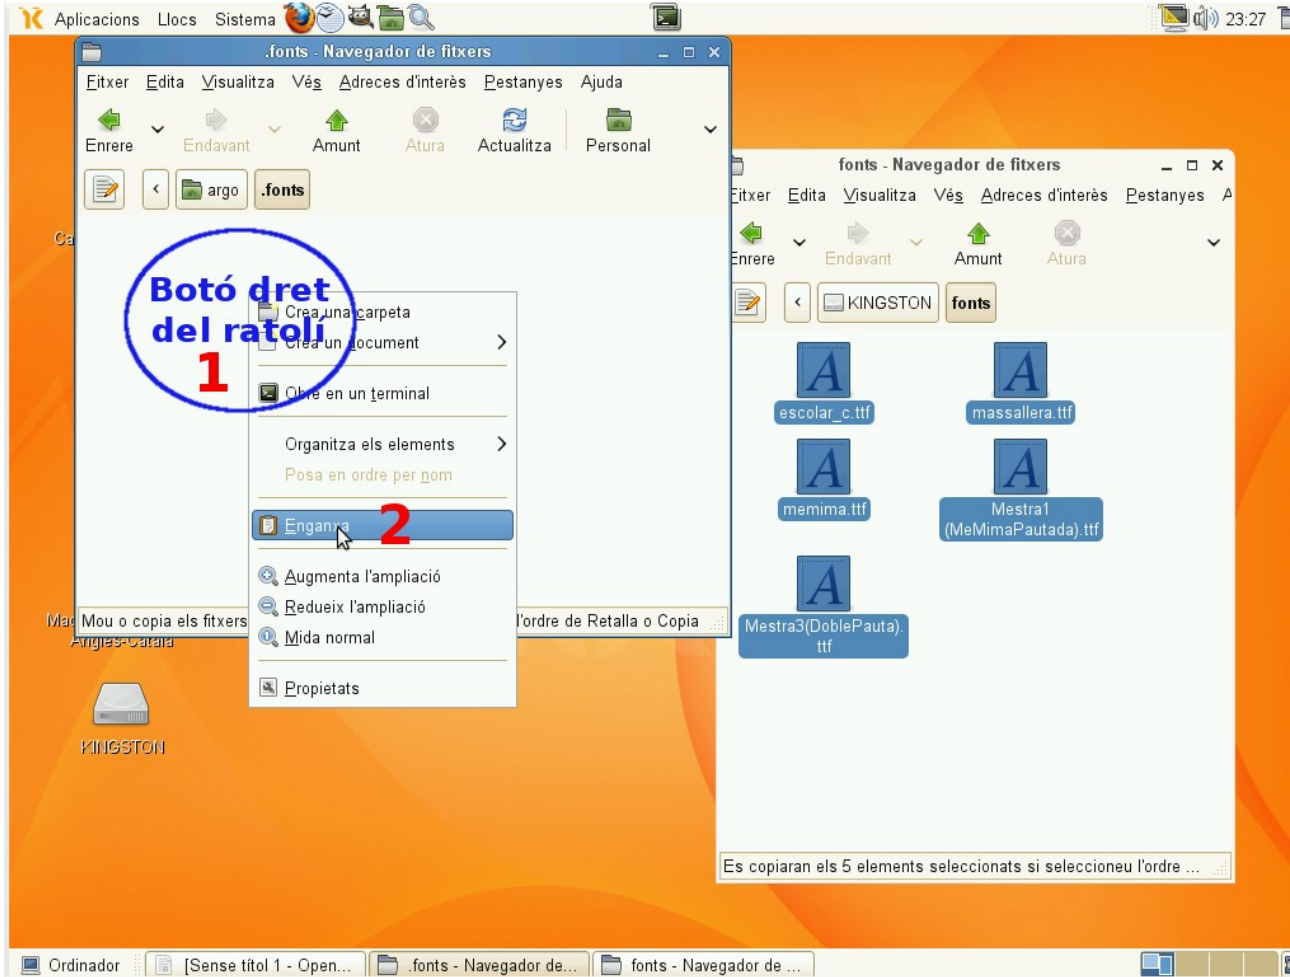 Aplicacions Llocs Sistema 23:27
.fonts - Navegador de fitxers
Fitxer Edita Visualitza Vés Adreces d'interès Pestanyes Ajuda
Enrere Endavant Amunt Atura Actualitza Personal
argo .fonts
Botó dret
del ratolí
1
Crea una carpeta
Crea un document
Obre en un terminal
Organitza els elements
Posa en ordre per nom
Enganxa
2
Augmenta l'ampliació
Redueix l'ampliació
Mida normal
Propietats
Mou o copia els fitxers l'ordre de Retalla o Copia
Anglès-Català
KINGSTON
fonts - Navegador de fitxers
Fitxer Edita Visualitza Vés Adreces d'interès Pestanyes A
Enrere Endavant Amunt Atura
KINGSTON fonts
escolar_c.ttf massallera.ttf
memima.ttf Mestra1
(MeMimaPautada).ttf
Mestra3(DoblePauta).
ttf
Es copiaran els 5 elements seleccionats si seleccioneu l'ordre ...
Ordinador [Sense títol 1 - Open... .fonts - Navegador de... fonts - Navegador de ...